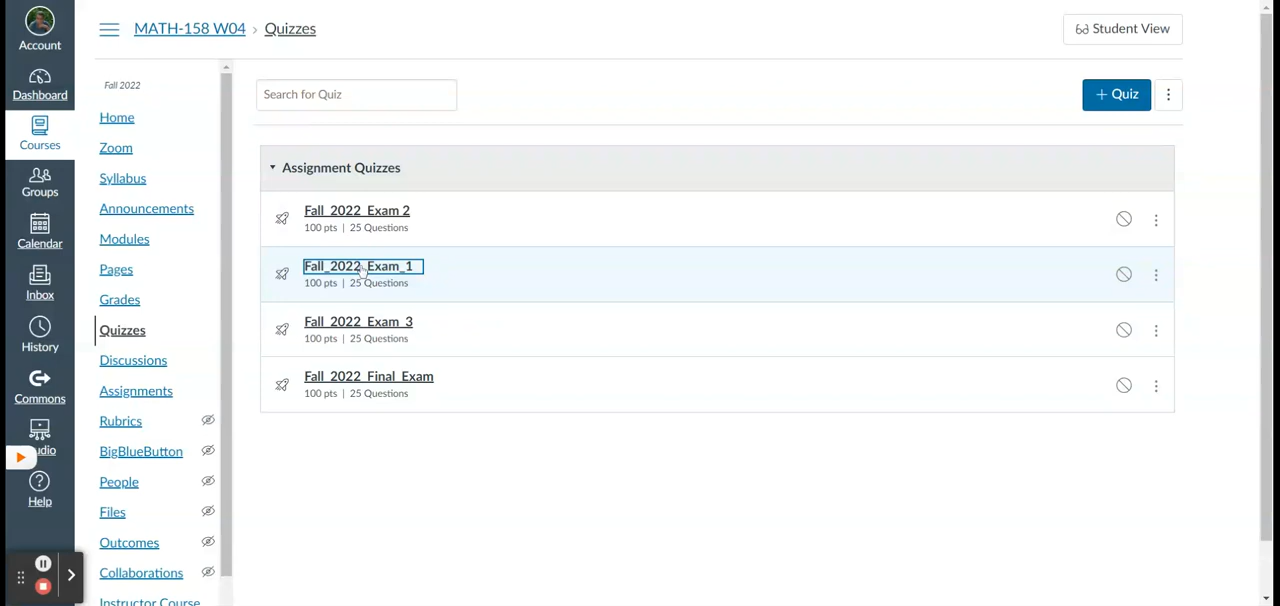 Account
Dashboard
Courses
Groups
Calendar
Inbox
History
Commons
udio
Help
MATH-158 W04 › Quizzes
Student View
Fall 2022
Home
Zoom
Syllabus
Announcements
Modules
Pages
Grades
Quizzes
Discussions
Assignments
Rubrics
BigBlueButton
People
Files
Outcomes
Collaborations
Instructor Course
Search for Quiz
+ Quiz
Assignment Quizzes
Fall_2022_Exam 2
100 pts | 25 Questions
Fall_2022_Exam_1
100 pts | 25 Questions
Fall_2022_Exam_3
100 pts | 25 Questions
Fall_2022_Final_Exam
100 pts | 25 Questions